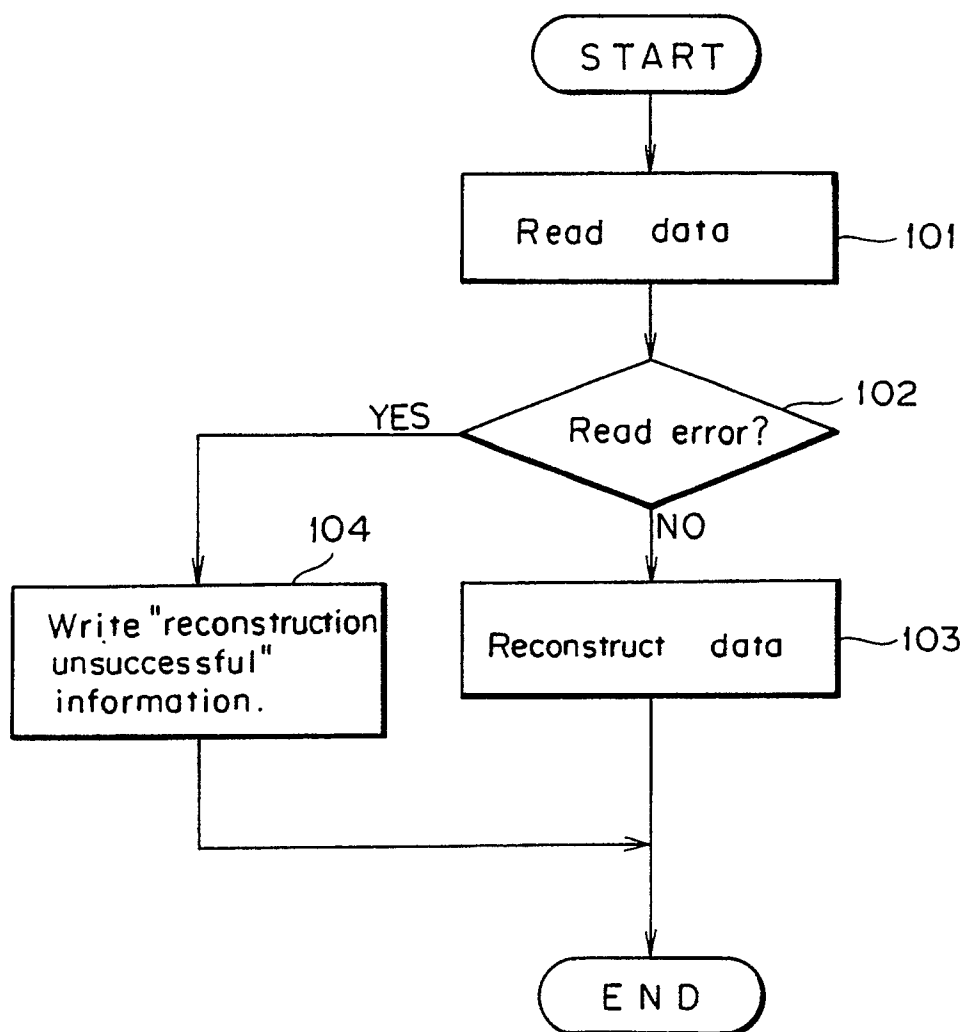 START
Read data
101
Read error?
102
YES
NO
104
Write "reconstruction
unsuccessful"
information.
Reconstruct data
103
END